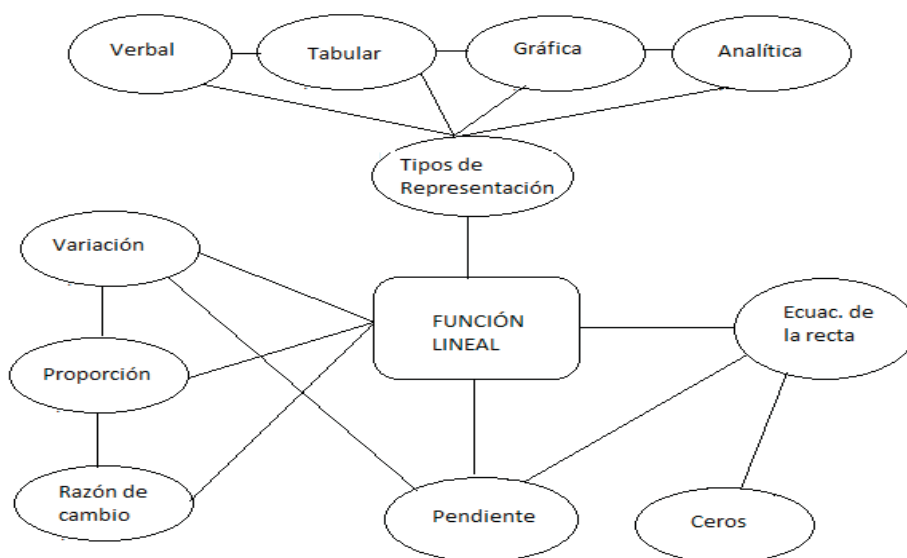 Verbal
Tabular
Gráfica
Analítica
Tipos de
Representación
Variación
FUNCIÓN
LINEAL
Ecuac. de
la recta
Proporción
Razón de
cambio
Pendiente
Ceros